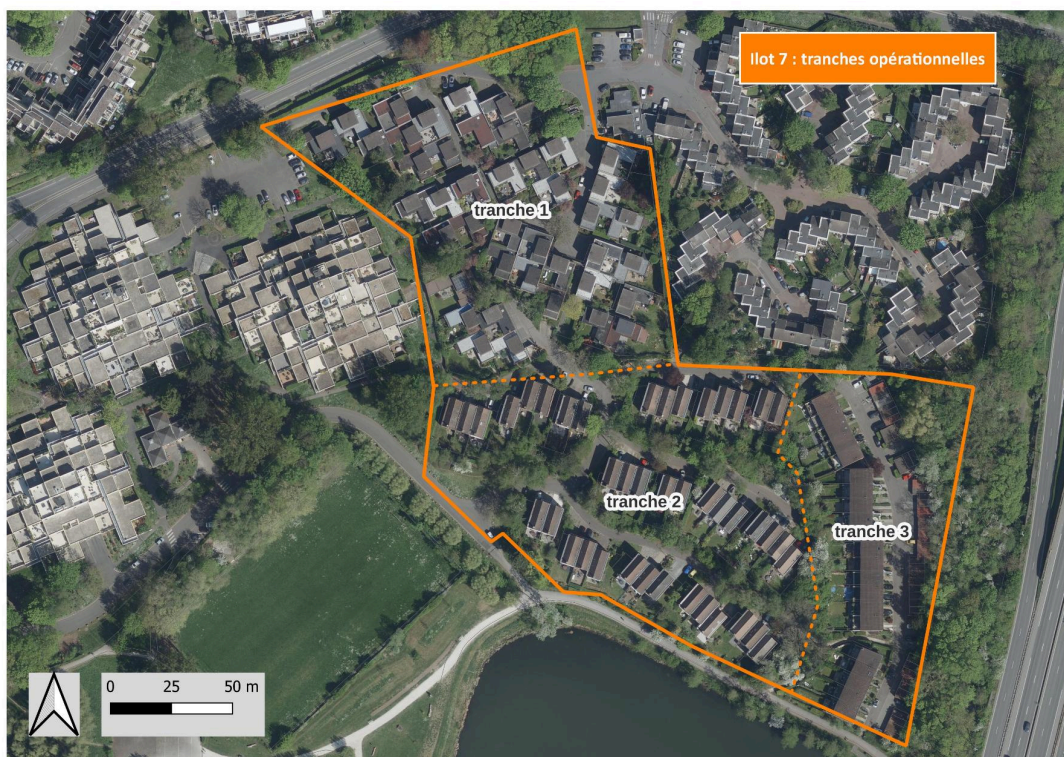 Ilot 7 : tranches opérationnelles
tranche 1
tranche 2
tranche 3
0 25 50 m